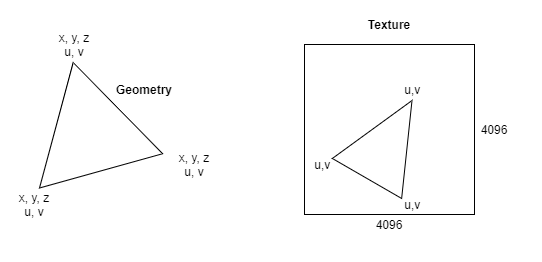 Texture
x, y, z
u, v
Geometry
u,v
4096
x, y, z
u, v
u,v
x, y, z
u, v
u,v
4096